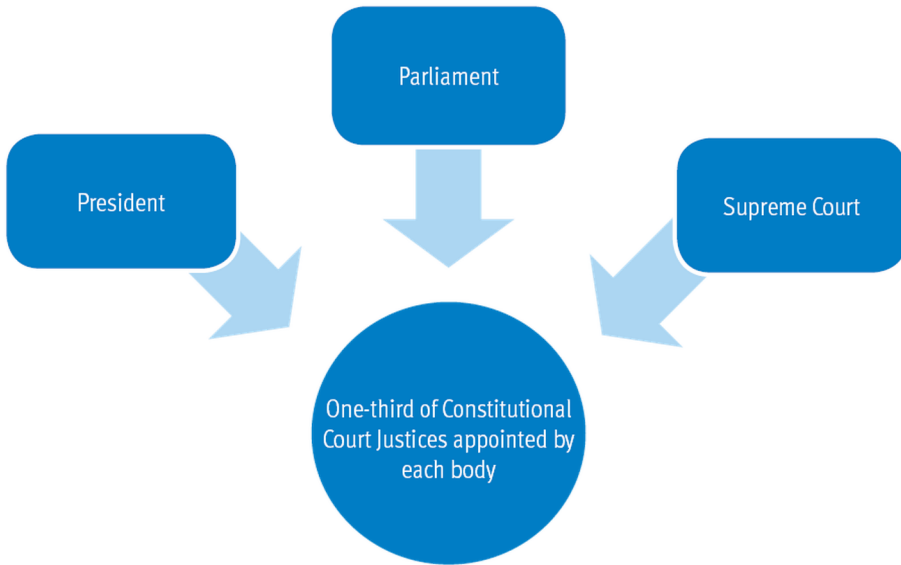 Parliament
President
Supreme Court
One-third of Constitutional
Court Justices appointed by
each body